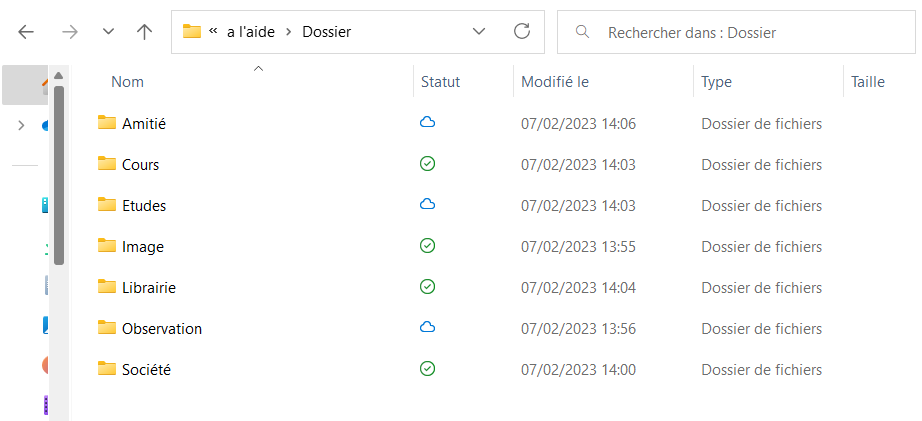 « a l'aide > Dossier
Rechercher dans : Dossier
Nom Statut Modifié le Type Taille
Amitié 07/02/2023 14:06 Dossier de fichiers
Cours 07/02/2023 14:03 Dossier de fichiers
Etudes 07/02/2023 14:03 Dossier de fichiers
Image 07/02/2023 13:55 Dossier de fichiers
Librairie 07/02/2023 14:04 Dossier de fichiers
Observation 07/02/2023 13:56 Dossier de fichiers
Société 07/02/2023 14:00 Dossier de fichiers